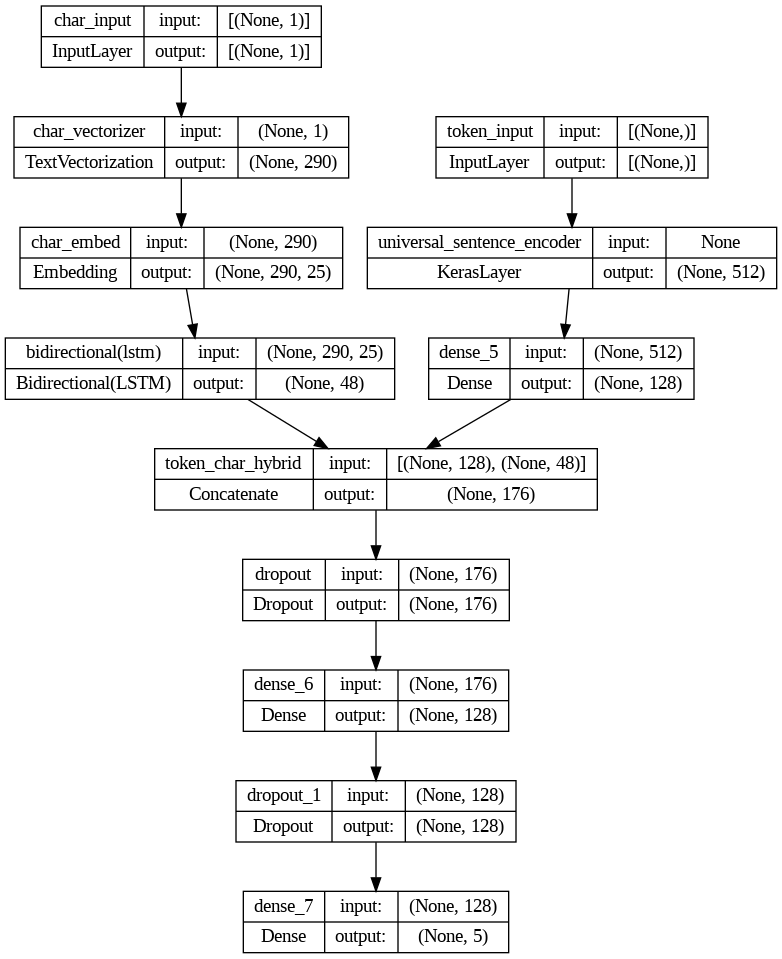 char_input input: [(None, 1)]
InputLayer output: [(None, 1)]
char_vectorizer input: (None, 1)
TextVectorization output: (None, 290)
token_input input: [(None,)]
InputLayer output: [(None,)]
char_embed input: (None, 290)
Embedding output: (None, 290, 25)
universal_sentence_encoder input: None
KerasLayer output: (None, 512)
bidirectional(lstm) input: (None, 290, 25)
Bidirectional(LSTM) output: (None, 48)
dense_5 input: (None, 512)
Dense output: (None, 128)
token_char_hybrid input: [(None, 128), (None, 48)]
Concatenate output: (None, 176)
dropout input: (None, 176)
Dropout output: (None, 176)
dense_6 input: (None, 176)
Dense output: (None, 128)
dropout_1 input: (None, 128)
Dropout output: (None, 128)
dense_7 input: (None, 128)
Dense output: (None, 5)